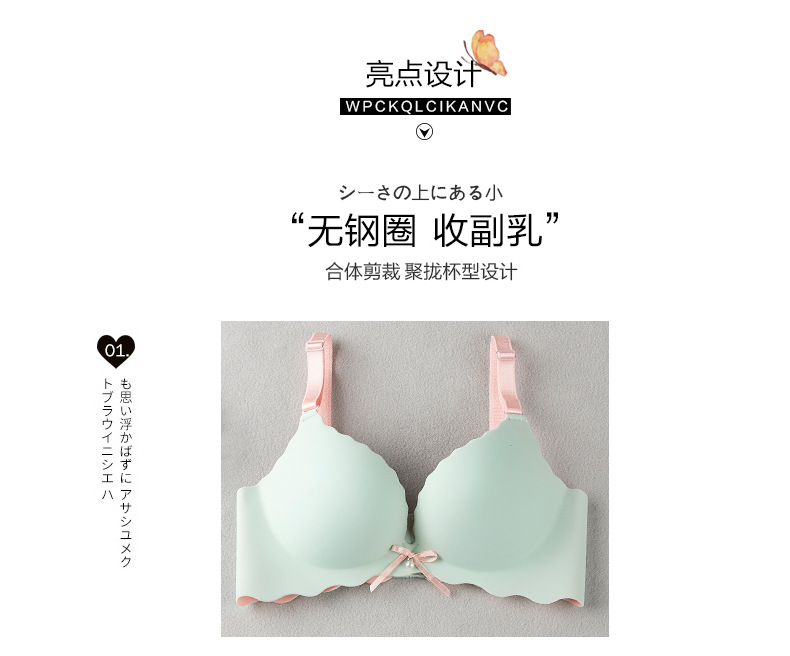 亮点设计
WPCKQLCIKANVC
シーさの上にある小
“无钢圈 收副乳”
合体剪裁 聚拢杯型设计
01.
も思い浮かばずに アサシユメク
トブラウイニシエ ハ